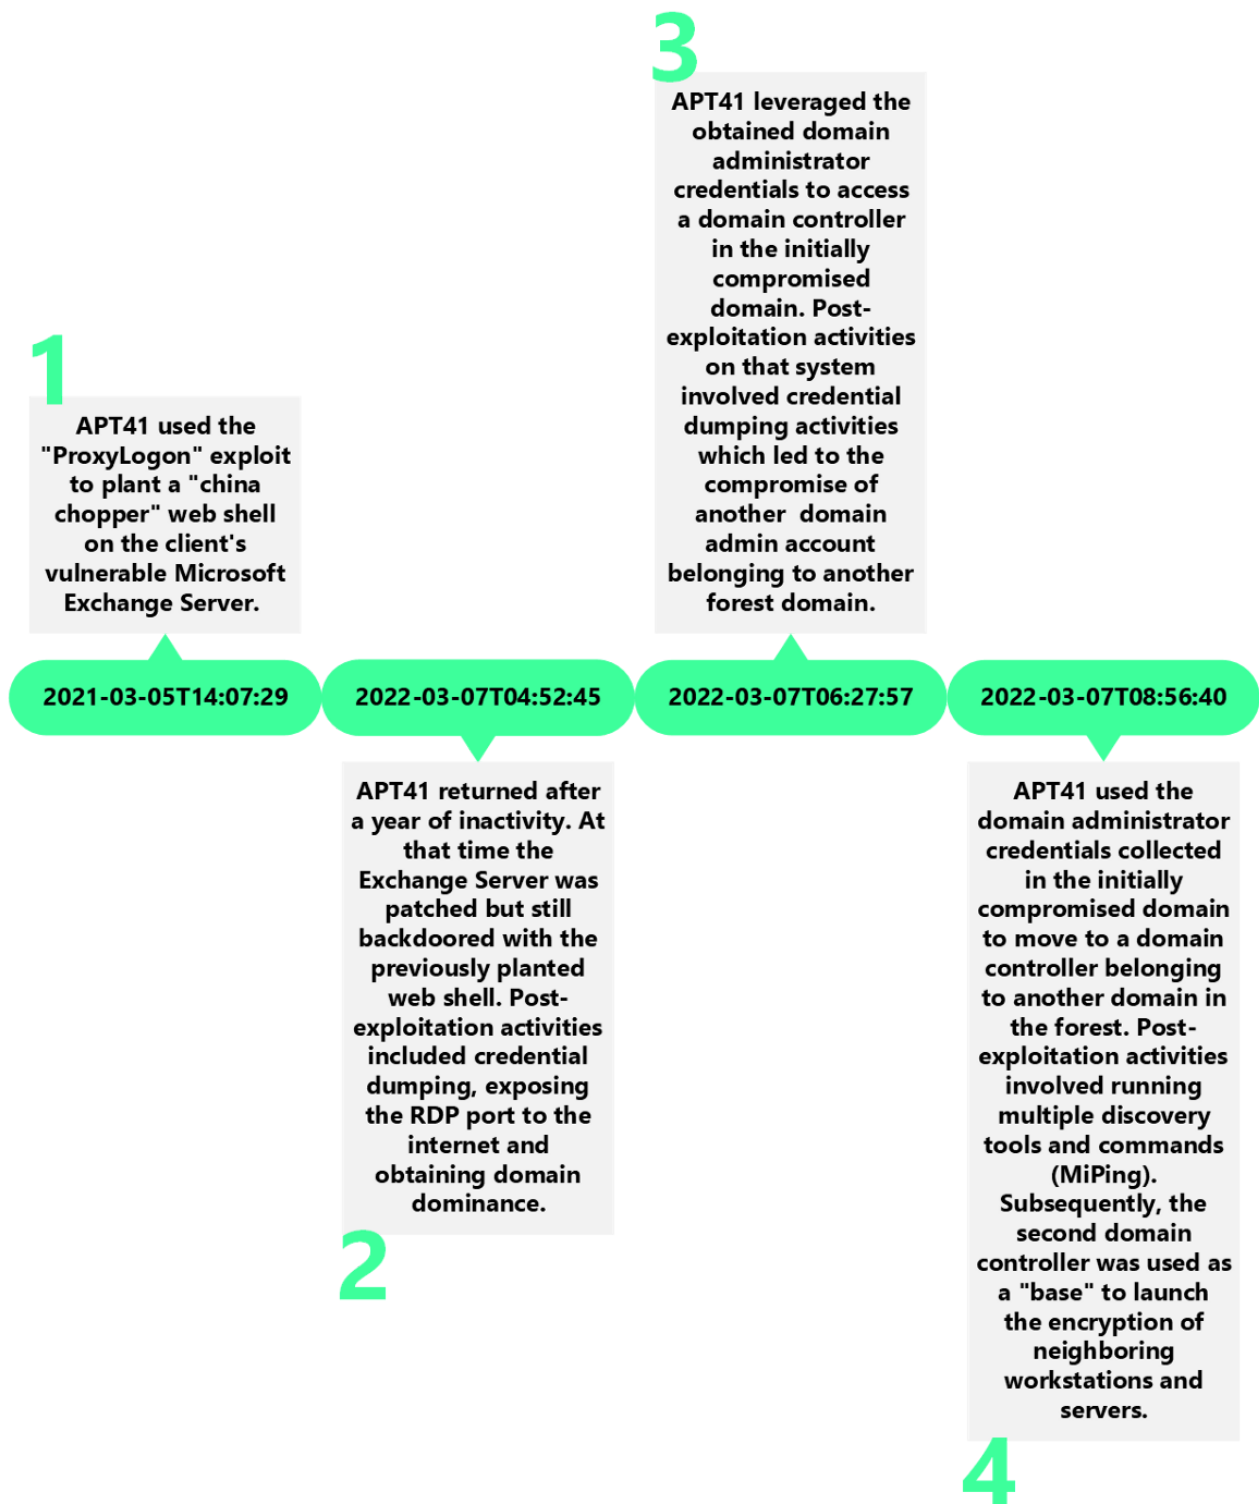 1
APT41 used the
"ProxyLogon" exploit
to plant a "china
chopper" web shell
on the client's
vulnerable Microsoft
Exchange Server.
2021-03-05T14:07:29
2022-03-07T04:52:45
APT41 returned after
a year of inactivity. At
that time the
Exchange Server was
patched but still
backdoored with the
previously planted
web shell. Post-
exploitation activities
included credential
dumping, exposing
the RDP port to the
internet and
obtaining domain
dominance.
2
3
APT41 leveraged the
obtained domain
administrator
credentials to access
a domain controller
in the initially
compromised
domain. Post-
exploitation activities
on that system
involved credential
dumping activities
which led to the
compromise of
another  domain
admin account
belonging to another
forest domain.
2022-03-07T06:27:57
2022-03-07T08:56:40
APT41 used the
domain administrator
credentials collected
in the initially
compromised domain
to move to a domain
controller belonging
to another domain in
the forest. Post-
exploitation activities
involved running
multiple discovery
tools and commands
(MiPing).
Subsequently, the
second domain
controller was used as
a "base" to launch
the encryption of
neighboring
workstations and
servers.
4